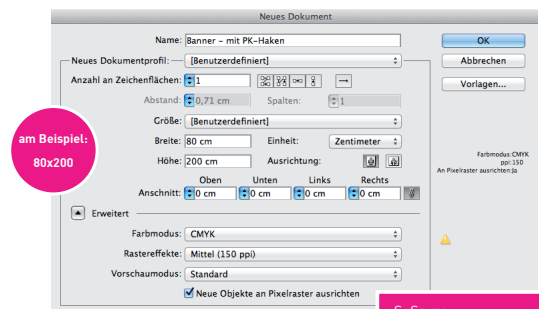 Neues Dokument
Name: Banner – mit PK-Haken
OK
Neues Dokumentprofil: [Benutzerdefiniert]
Abbrechen
Anzahl an Zeichenflächen: 1
Vorlagen...
Abstand: 0,71 cm Spalten: 1
Größe: [Benutzerdefiniert]
am Beispiel:
80x200
Breite: 80 cm Einheit: Zentimeter
Höhe: 200 cm Ausrichtung:
Farbmodus:CMYK
ppi:150
An Pixelraster ausrichten:Ja
Oben Unten Links Rechts
Anschnitt: 0 cm 0 cm 0 cm 0 cm
Erweitert
Farbmodus: CMYK
Rastereffekte: Mittel (150 ppi)
Vorschaumodus: Standard
Neue Objekte an Pixelraster ausrichten